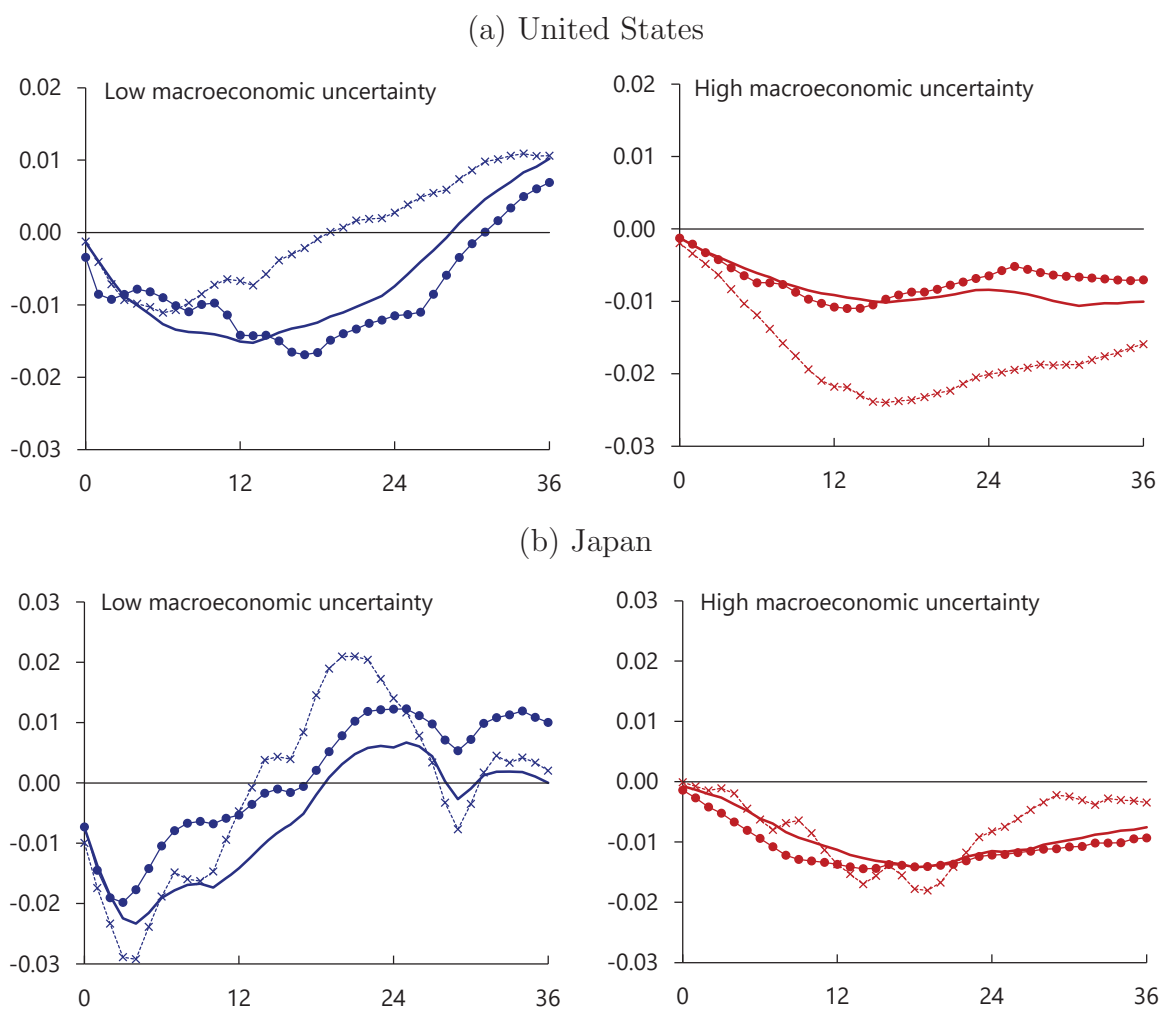 (a) United States
Low macroeconomic uncertainty
0.02
0.01
0.00
-0.01
-0.02
-0.03
0 12 24 36
High macroeconomic uncertainty
0.02
0.01
0.00
-0.01
-0.02
-0.03
0 12 24 36
(b) Japan
Low macroeconomic uncertainty
0.03
0.02
0.01
0.00
-0.01
-0.02
-0.03
0 12 24 36
High macroeconomic uncertainty
0.03
0.02
0.01
0.00
-0.01
-0.02
-0.03
0 12 24 36